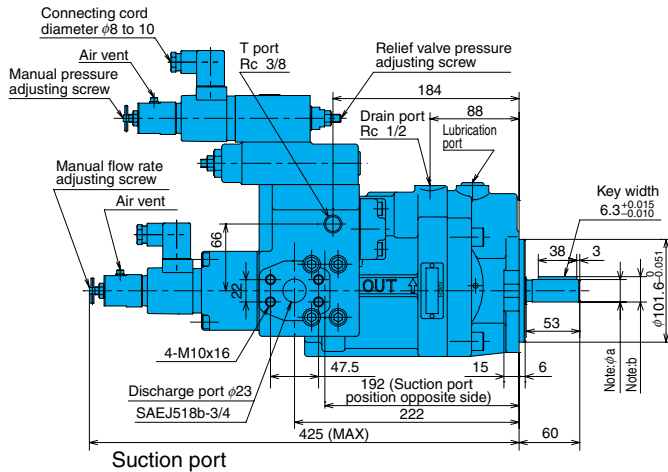 Connecting cord
diameter φ8 to 10
Air vent
Manual pressure
adjusting screw
T port
Rc 3/8
Relief valve pressure
adjusting screw
184
88
Drain port
Rc 1/2
Lubrication
port
Manual flow rate
adjusting screw
Air vent
Key width
6.3 +0.015 -0.010
66
38
3
22
OUT
φ101.6 0 -0.051
53
4-M10x16
47.5
15
6
Note:φa
Note:b
Discharge port φ23
SAEJ518b-3/4
192 (Suction port
position opposite side)
222
425 (MAX)
60
Suction port